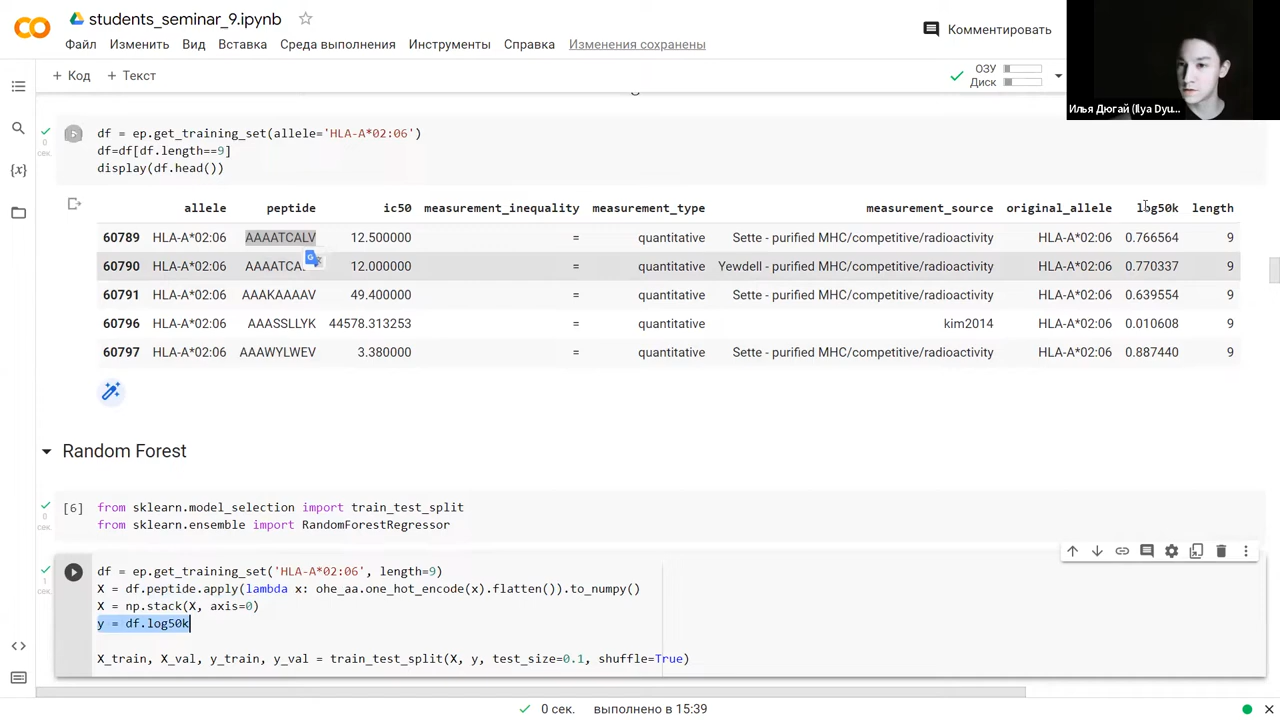 students_seminar_9.ipynb
Файл Изменить Вид Вставка Среда выполнения Инструменты Справка Изменения сохранены
Комментировать
+ Код + Текст
ОЗУ
Диск
Илья Дюгай (Ilya Dyu...
0
сек.
df = ep.get_training_set(allele='HLA-A*02:06')
df=df[df.length==9]
display(df.head())
allele peptide ic50 measurement_inequality measurement_type measurement_source original_allele log50k length
60789 HLA-A*02:06 AAAATCALV 12.500000 = quantitative Sette - purified MHC/competitive/radioactivity HLA-A*02:06 0.766564 9
60790 HLA-A*02:06 AAAATCA 12.000000 = quantitative Yewdell - purified MHC/competitive/radioactivity HLA-A*02:06 0.770337 9
60791 HLA-A*02:06 AAAKAAAAV 49.400000 = quantitative Sette - purified MHC/competitive/radioactivity HLA-A*02:06 0.639554 9
60796 HLA-A*02:06 AAASSLLYK 44578.313253 = quantitative kim2014 HLA-A*02:06 0.010608 9
60797 HLA-A*02:06 AAAWYLWEV 3.380000 = quantitative Sette - purified MHC/competitive/radioactivity HLA-A*02:06 0.887440 9
Random Forest
0
сек.
[6]
from sklearn.model_selection import train_test_split
from sklearn.ensemble import RandomForestRegressor
1
сек.
df = ep.get_training_set('HLA-A*02:06', length=9)
X = df.peptide.apply(lambda x: ohe_aa.one_hot_encode(x).flatten()).to_numpy()
X = np.stack(X, axis=0)
y = df.log50k
X_train, X_val, y_train, y_val = train_test_split(X, y, test_size=0.1, shuffle=True)
0 сек. выполнено в 15:39